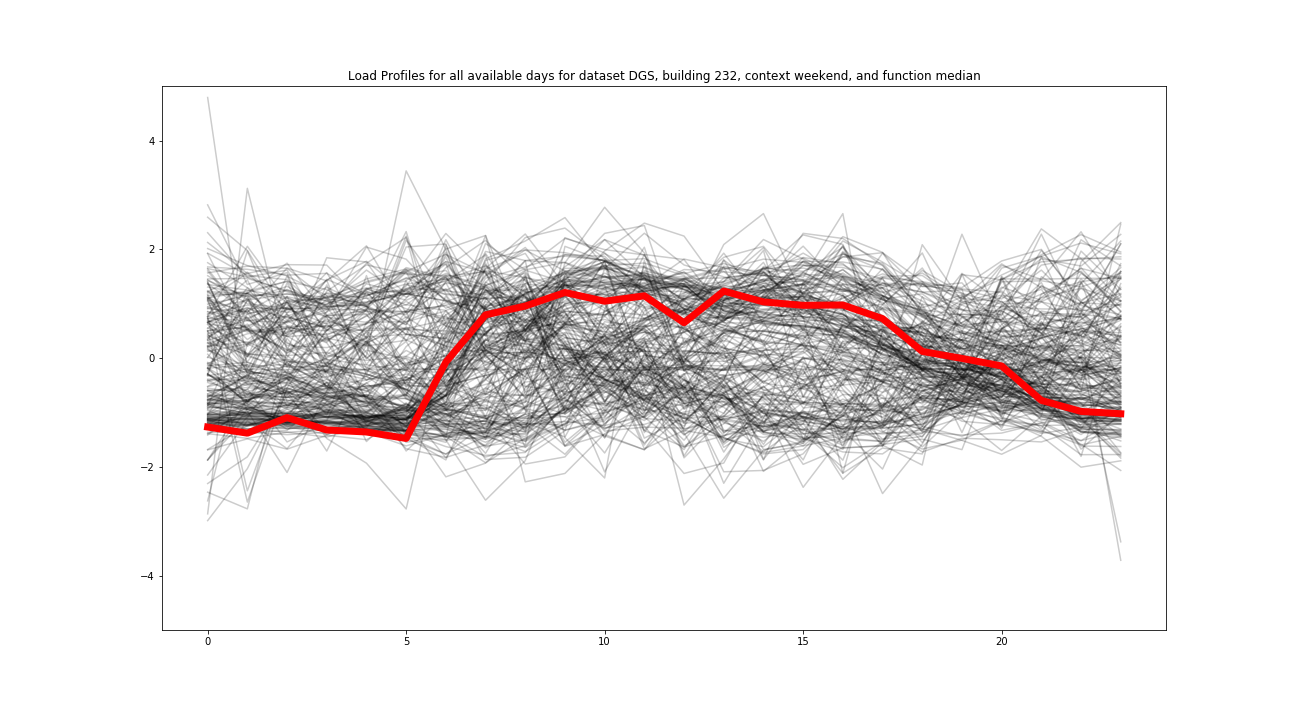 Load Profiles for all available days for dataset DGS, building 232, context weekend, and function median
4
2
0
−2
−4
0 5 10 15 20